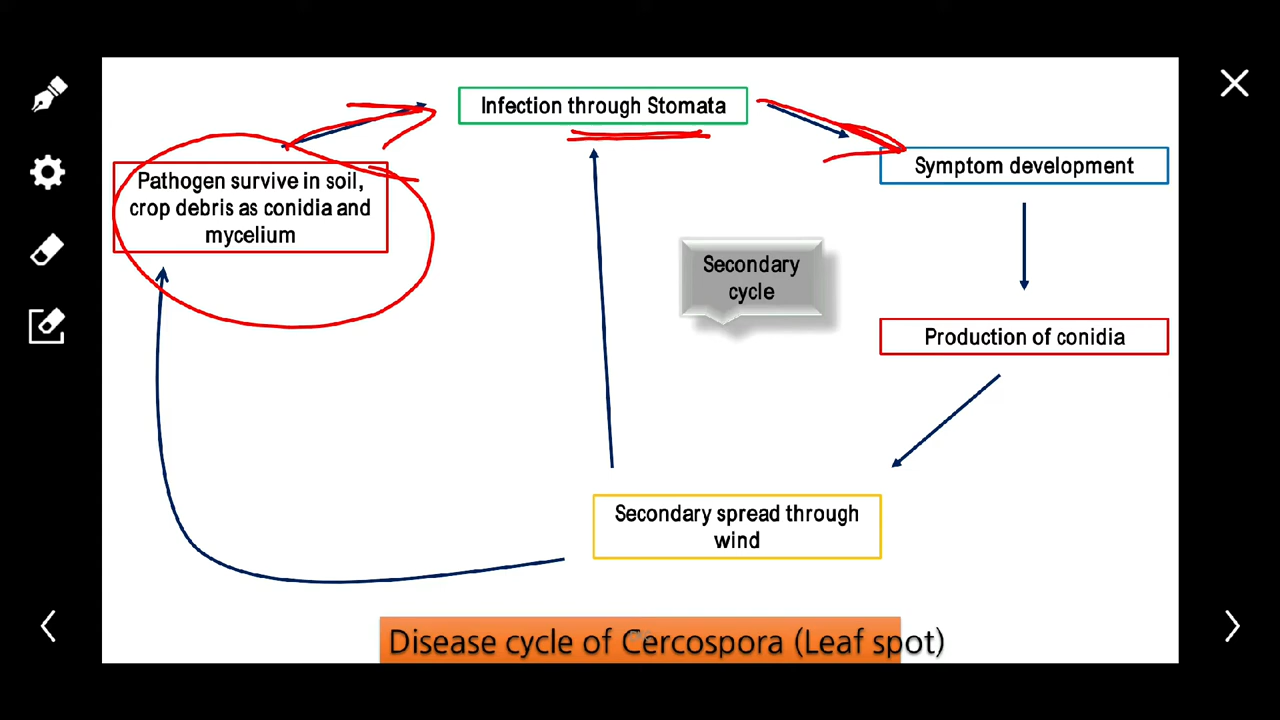 Infection through Stomata
Pathogen survive in soil,
crop debris as conidia and
mycelium
Symptom development
Secondary
cycle
Production of conidia
Secondary spread through
wind
Disease cycle of Cercospora (Leaf spot)